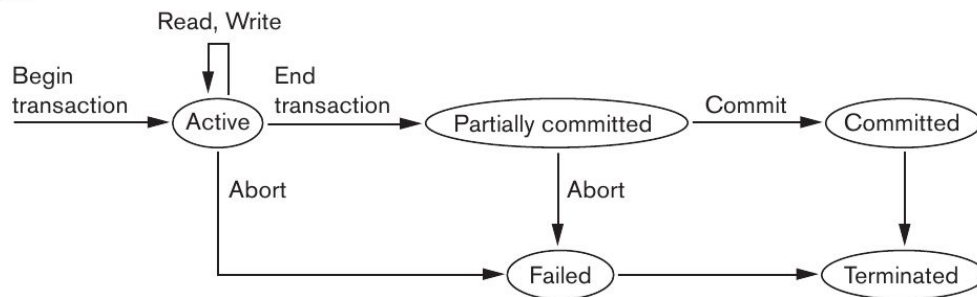 Read, Write
Begin
transaction
End
transaction
Active
Partially committed
Commit
Committed
Abort
Abort
Failed
Terminated